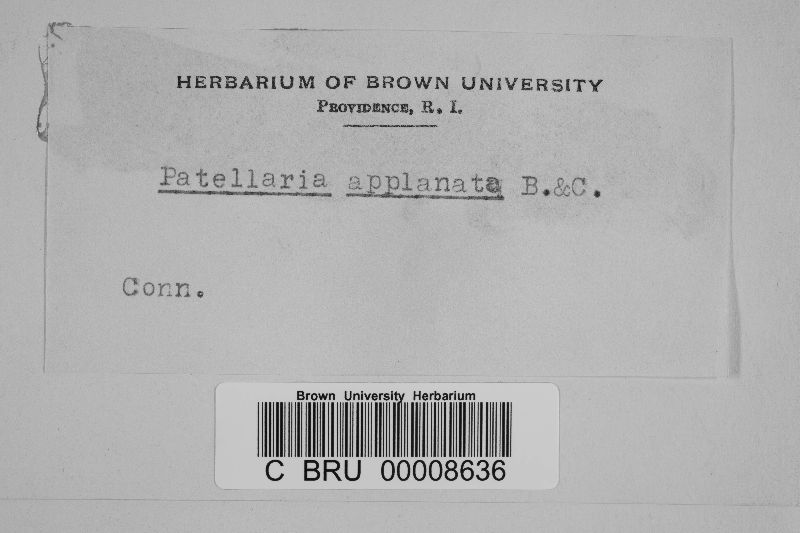 HERBARIUM OF BROWN UNIVERSITY
PROVIDENCE, R. I.
Patellaria applanata B.&C.
Conn.
Brown University Herbarium
C BRU 00008636